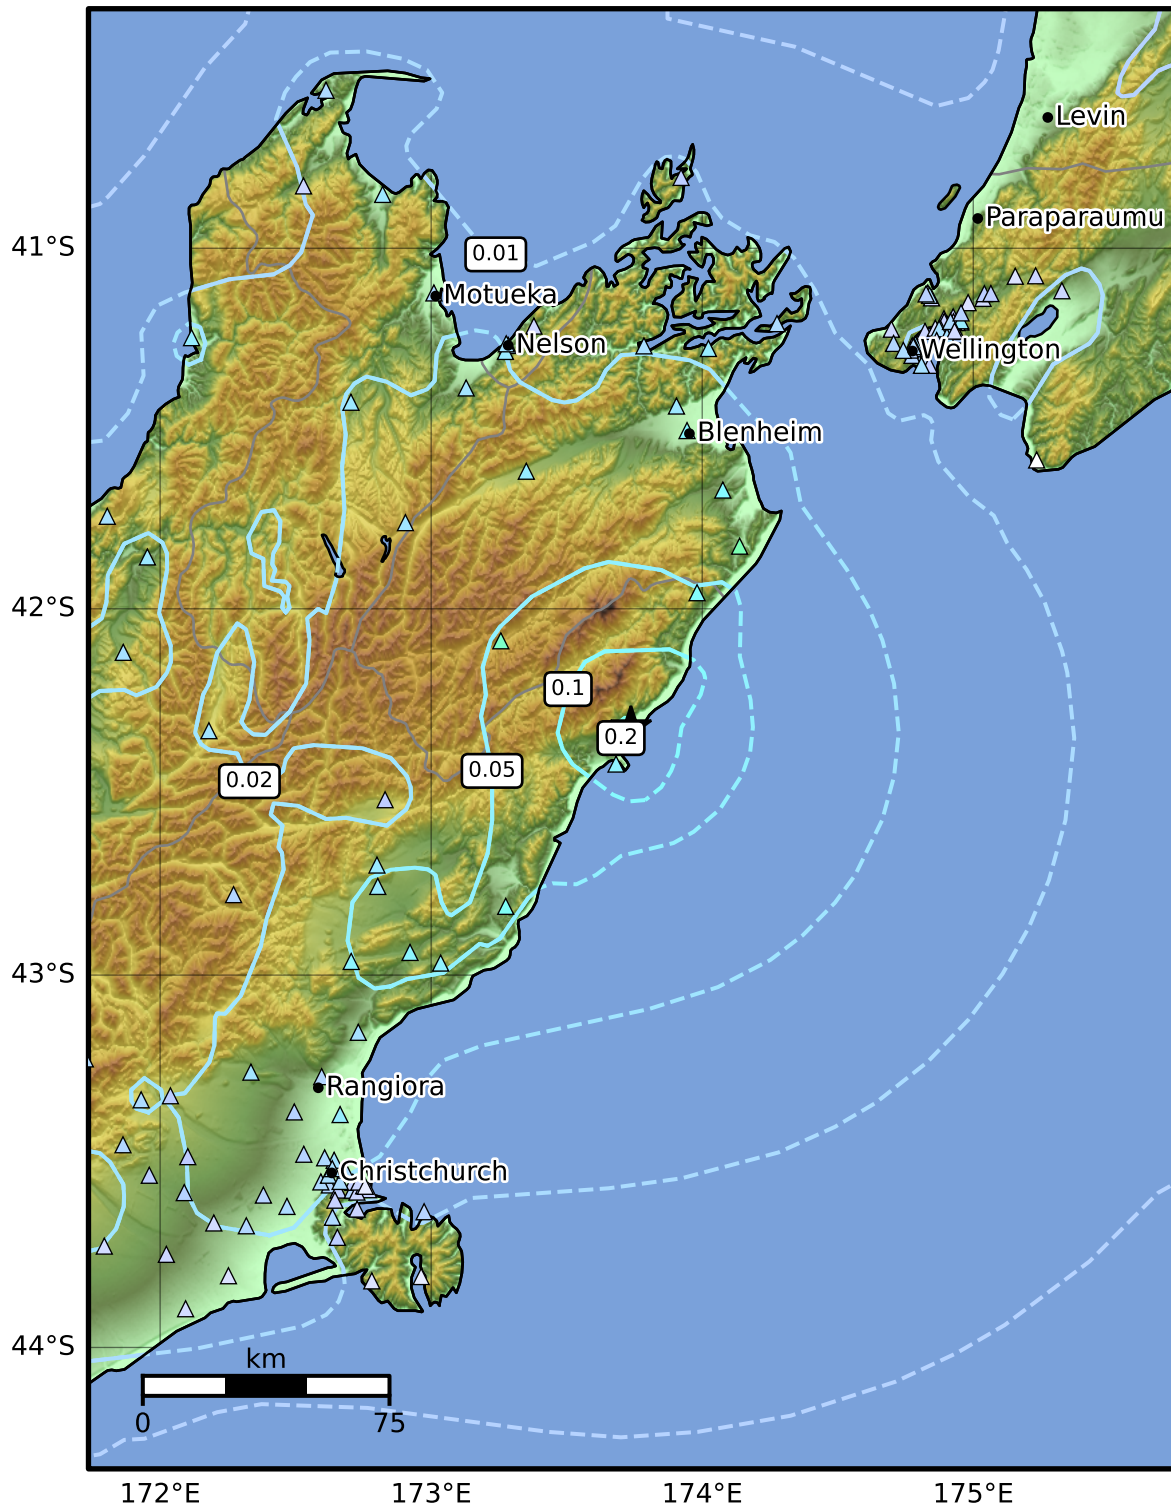 Levin
Paraparaumu
41°S
0.01
Motueka
Nelson
Wellington
Blenheim
42°S
0.1
0.2
0.05
0.02
43°S
Rangiora
Christchurch
44°S
km
0 75
172°E 173°E 174°E 175°E